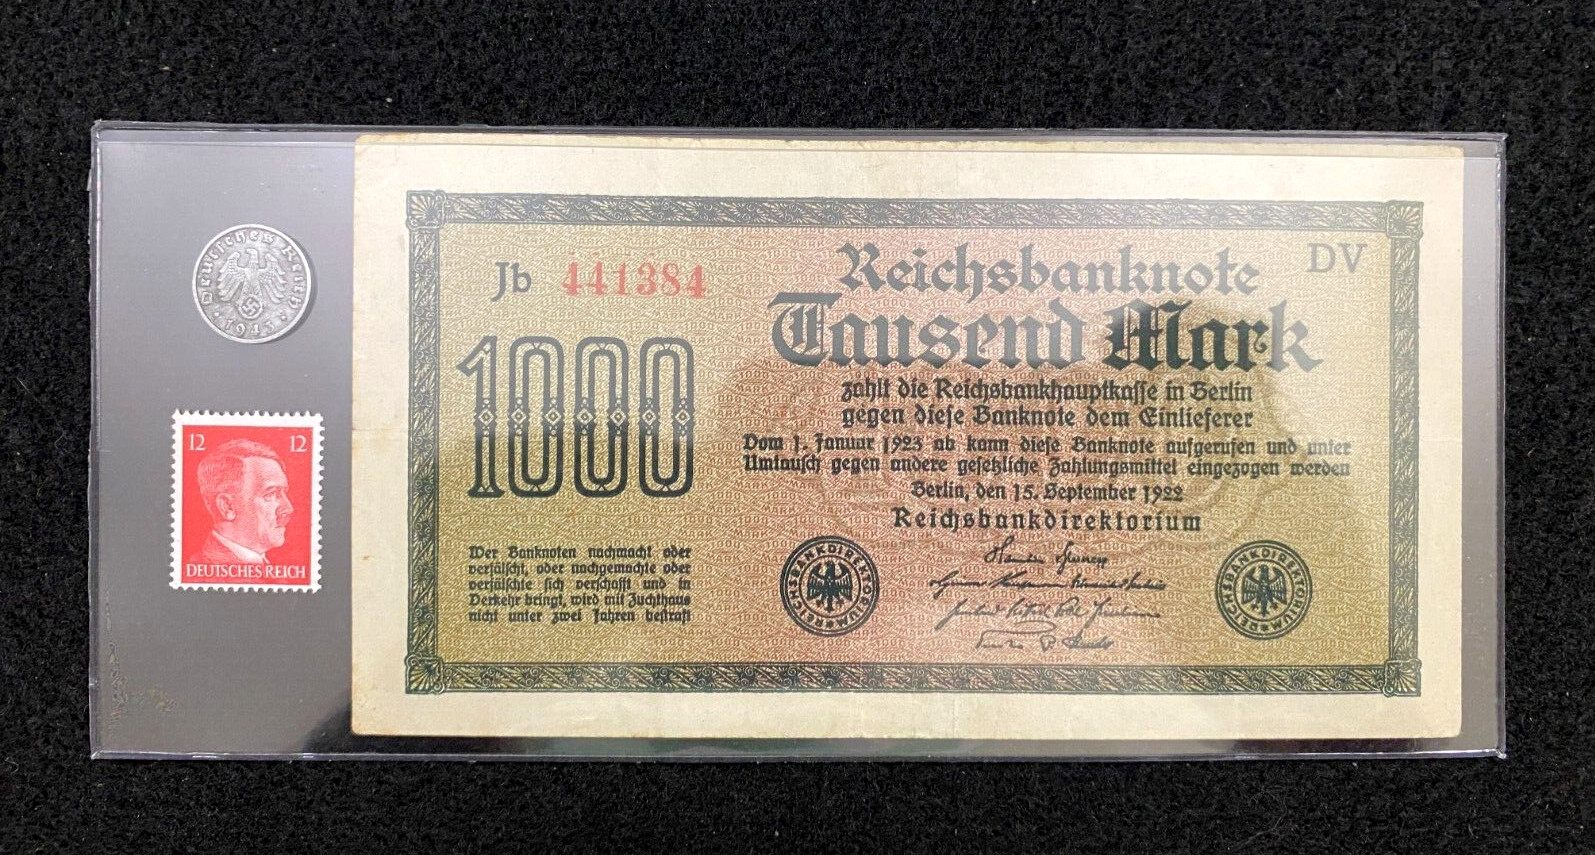 Deutsches Reich
1943
12 12
DEUTSCHES REICH
Jb 441384
Reichsbanknote DV
Tausend Mark
1000
zahlt die Reichsbankhauptkasse in Berlin
gegen diese Banknote dem Einlieferer
Vom 1. Januar 1923 ab kann diese Banknote aufgerufen und unter
Umtausch gegen andere gesetzliche Zahlungsmittel eingezogen werden
Berlin, den 15. September 1922
Reichsbankdirektorium
Wer Banknoten nachmacht oder
verfälscht, oder nachgemachte oder
verfälschte sich verschafft und in
Verkehr bringt, wird mit Zuchthaus
nicht unter zwei Jahren bestraft
REICHSBANKDIREKTORIUM
REICHSBANKDIREKTORIUM